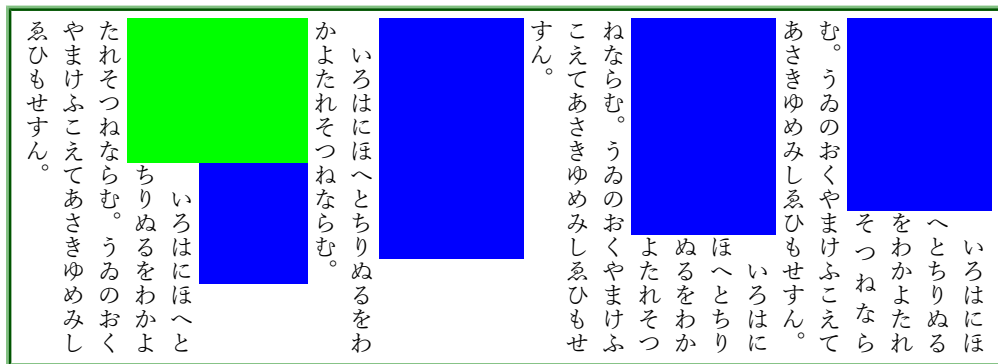 いろはにほ
へとちりぬる
をわかよたれ
そつねなら
む。うゐのおくやまけふこえて
あさきゆめみしゑひもせすん。
いろはに
ほへとちり
ぬるをわか
よたれそつ
ねならむ。うゐのおくやまけふ
こえてあさきゆめみしゑひもせ
すん。
いろはにほへとちりぬるをわ
かよたれそつねならむ。
いろはにほへと
ちりぬるをわかよ
たれそつねならむ。うゐのおく
やまけふこえてあさきゆめみし
ゑひもせすん。